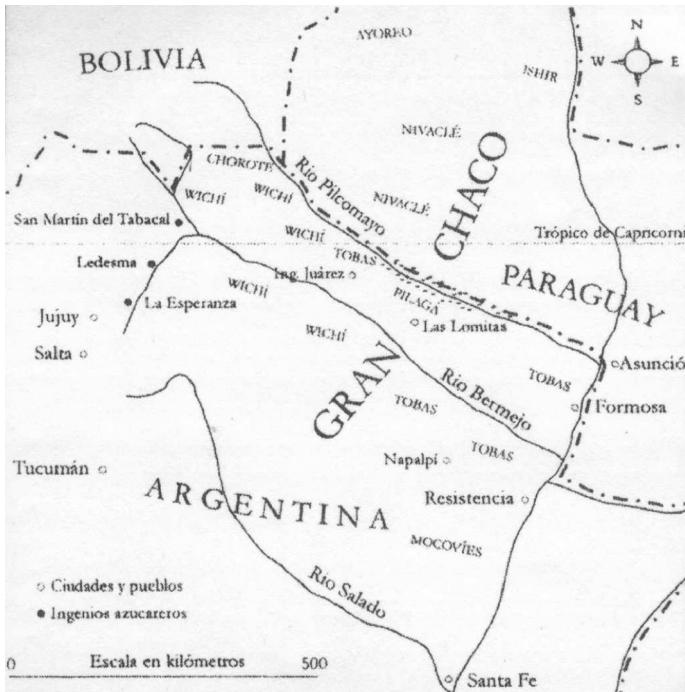 AYOREO
N
BOLIVIA
W
E
ISHIR
S
NIVACLÉ
CHOROTE
Río Pilcomayo
WICHÍ
WICHÍ
NIVACLÉ
CHACO
San Martín del Tabacal
WICHÍ
Trópico de Capricorni
TOBAS
Ledesma
Ing. Juárez
PARAGUAY
WICHÍ
PILAGÁ
La Esperanza
Jujuy
WICHÍ
Las Lomitas
Salta
Asunció
GRAN
Río Bermejo
TOBAS
TOBAS
Formosa
TOBAS
Napalpí
Tucumán
ARGENTINA
Resistencia
MOCOVÍES
Río Salado
Ciudades y pueblos
Ingenios azucareros
0 Escala en kilómetros 500
Santa Fe